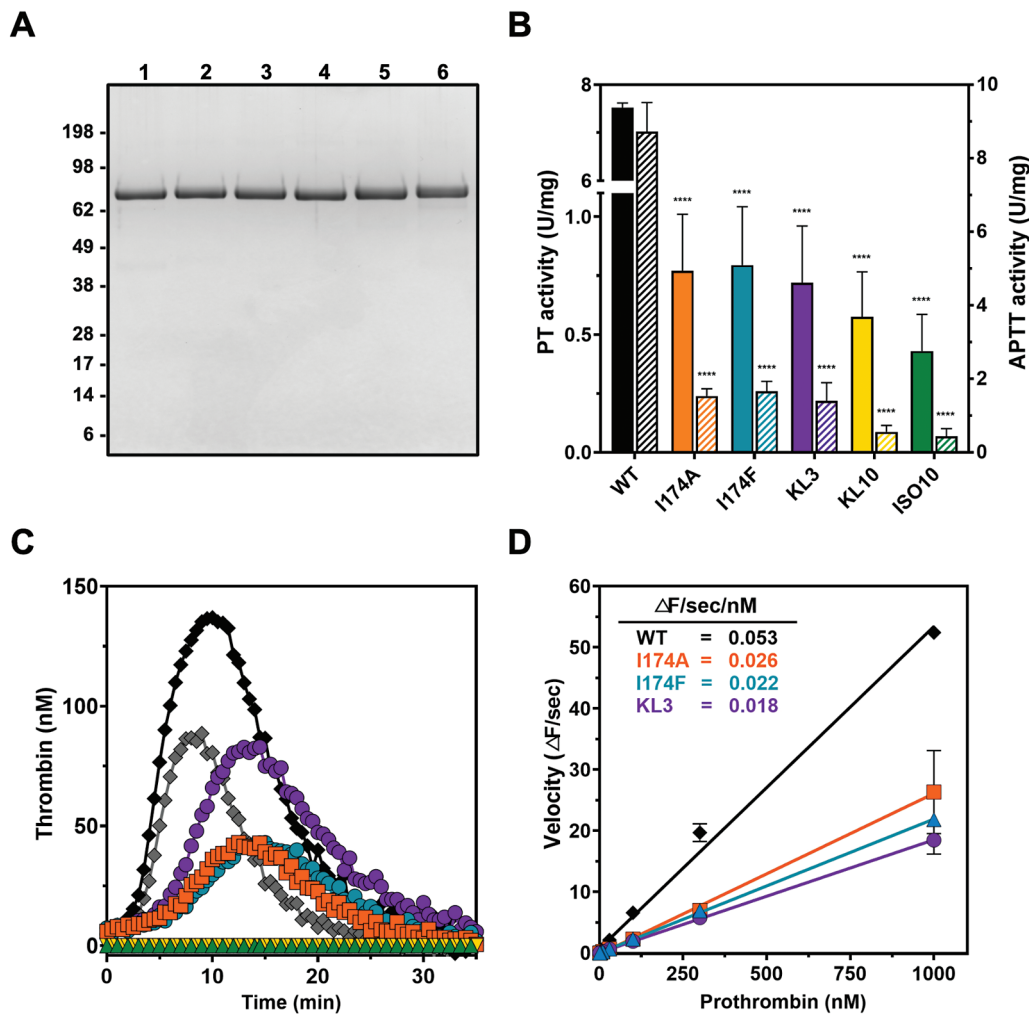 A
1 2 3 4 5 6
198
98
62
49
38
28
17
14
6
B
PT activity (U/mg)
8
6
1.0
0.5
0.0
APTT activity (U/mg)
10
8
6
4
2
0
**** **** **** **** ****
**** **** **** **** ****
WT I174A I174F KL3 KL10 ISO10
C
Thrombin (nM)
150
100
50
0
0 10 20 30
Time (min)
D
Velocity (△F/sec)
60
50
40
30
20
10
0
△F/sec/nM
WT = 0.053
I174A = 0.026
I174F = 0.022
KL3 = 0.018
0 250 500 750 1000
Prothrombin (nM)